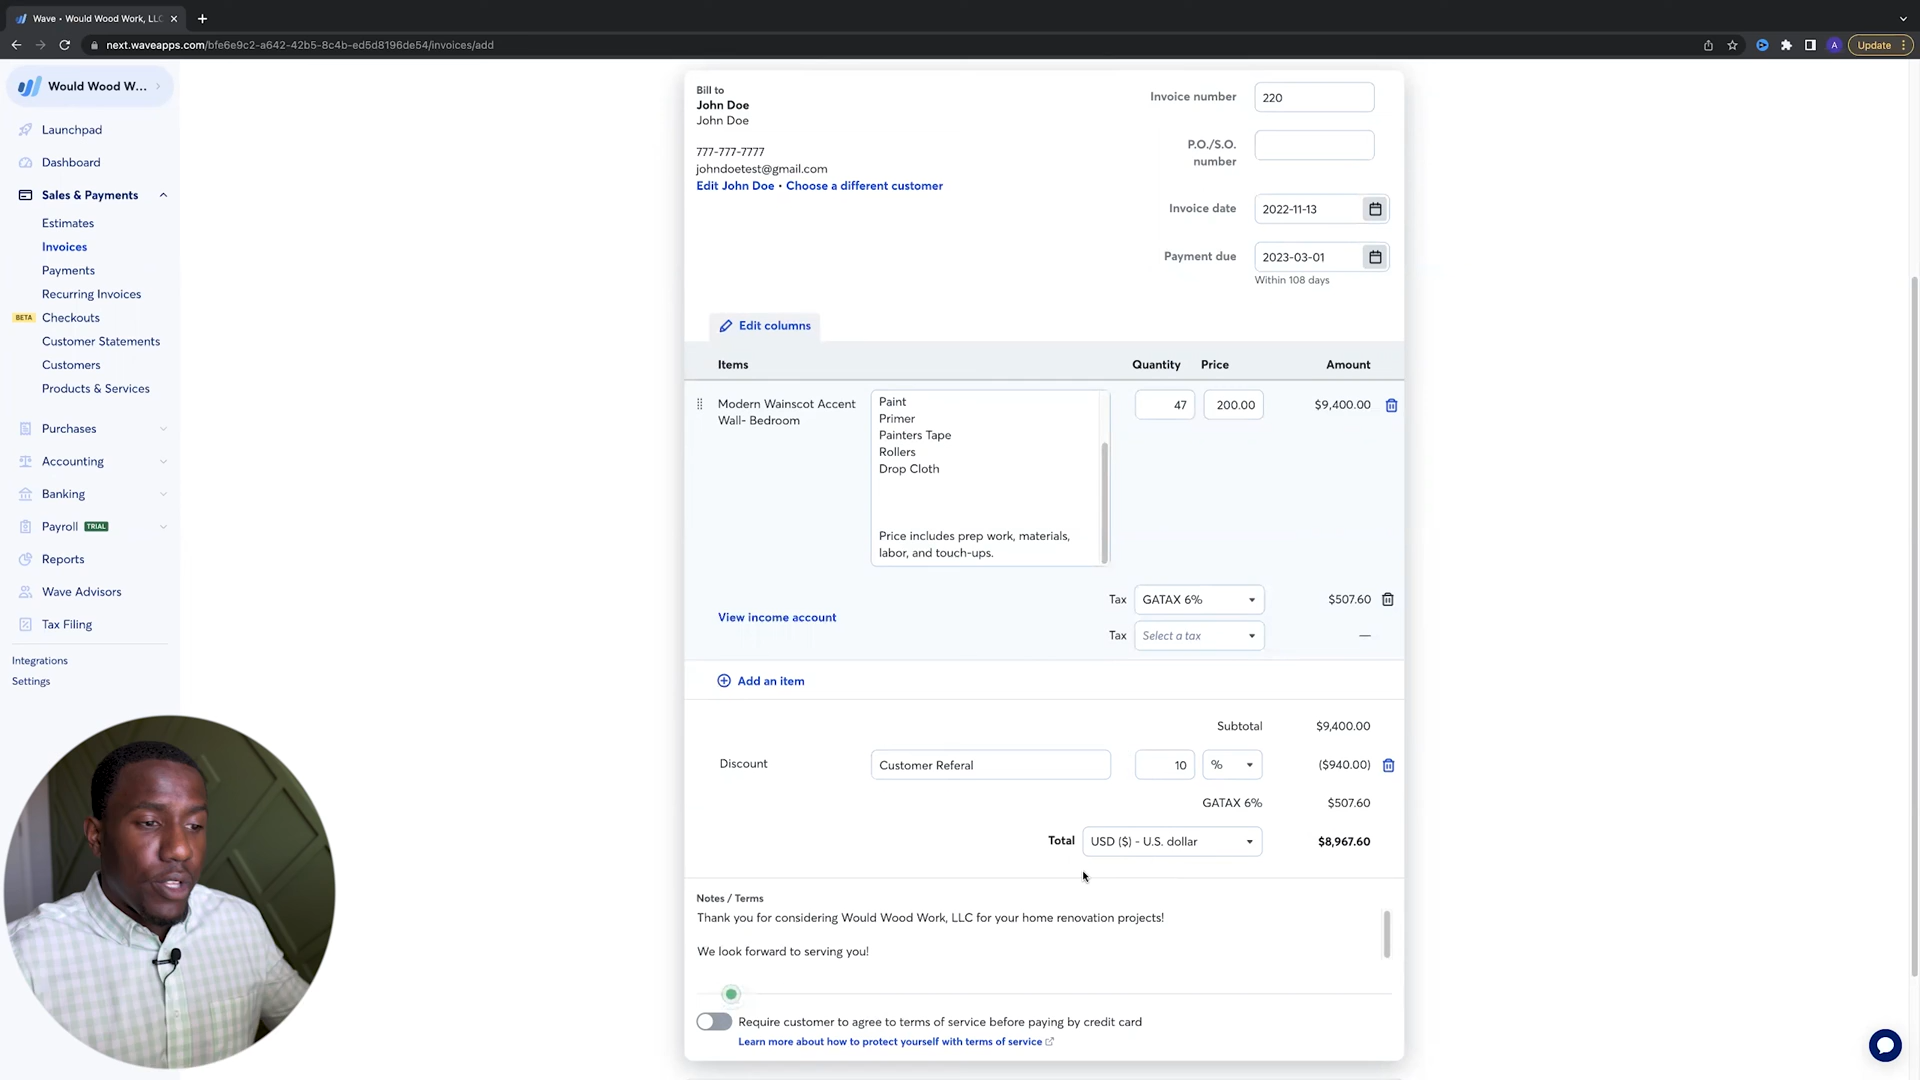 Wave • Would Wood Work, LLC
next.waveapps.com/bfe6e9c2-a642-42b5-8c4b-ed5d8196de54/invoices/add
A
Update
Would Wood W...
Launchpad
Dashboard
Sales & Payments
Estimates
Invoices
Payments
Recurring Invoices
BETA Checkouts
Customer Statements
Customers
Products & Services
Purchases
Accounting
Banking
Payroll TRIAL
Reports
Wave Advisors
Tax Filing
Integrations
Settings
Bill to
John Doe
John Doe
777-777-7777
johndoetest@gmail.com
Edit John Doe • Choose a different customer
Invoice number 220
P.O./S.O.
number
Invoice date 2022-11-13
Payment due 2023-03-01
Within 108 days
Edit columns
Items Quantity Price Amount
Modern Wainscot Accent
Wall- Bedroom
Paint
Primer
Painters Tape
Rollers
Drop Cloth
Price includes prep work, materials,
labor, and touch-ups.
47 200.00 $9,400.00
View income account
Tax GATAX 6% $507.60
Tax Select a tax —
Add an item
Subtotal $9,400.00
Discount Customer Referal 10 % ($940.00)
GATAX 6% $507.60
Total USD ($) - U.S. dollar $8,967.60
Notes / Terms
Thank you for considering Would Wood Work, LLC for your home renovation projects!
We look forward to serving you!
Require customer to agree to terms of service before paying by credit card
Learn more about how to protect yourself with terms of service